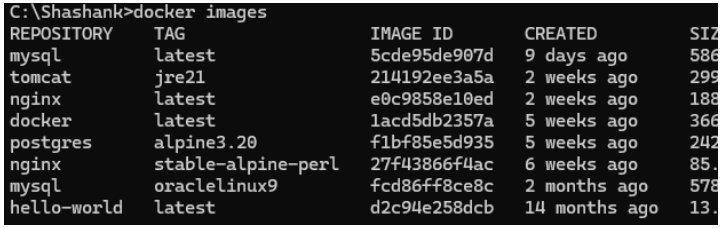 C:\Shashank>docker images
REPOSITORY TAG IMAGE ID CREATED SIZ
mysql latest 5cde95de907d 9 days ago 586
tomcat jre21 214192ee3a5a 2 weeks ago 299
nginx latest e0c9858e10ed 2 weeks ago 188
docker latest 1acd5db2357a 5 weeks ago 366
postgres alpine3.20 f1bf85e5d935 5 weeks ago 242
nginx stable-alpine-perl 27f43866f4ac 6 weeks ago 85.
mysql oraclelinux9 fcd86ff8ce8c 2 months ago 578
hello-world latest d2c94e258dcb 14 months ago 13.